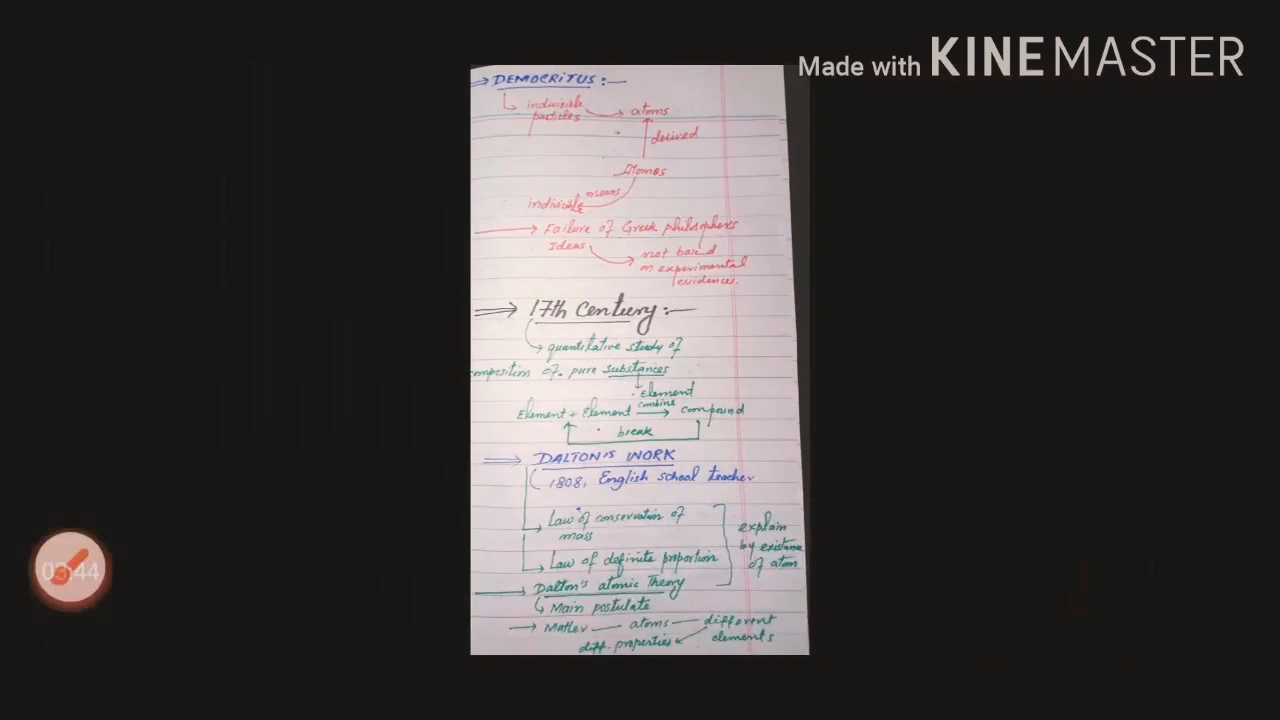 Made with KINEMASTER
⇒ DEMOCRITUS:—
indivisible → atoms
particles
derived
Atomos
means
indivisible.
→ Failure of Greek philosophers
Ideas → not based
on experimental
evidences.
⇒ 17th Century:—
quantitative study of
composition of pure substances
Element
Element + Element combine → compound
break
⇒ DALTON'S WORK
1808, English school teacher
Law of conservation of
mass
explain
by existance
of atom
Law of definite proportion
→ Dalton's atomic Theory
Main postulate
→ Matter — atoms — different
elements
diff. properties
03:44